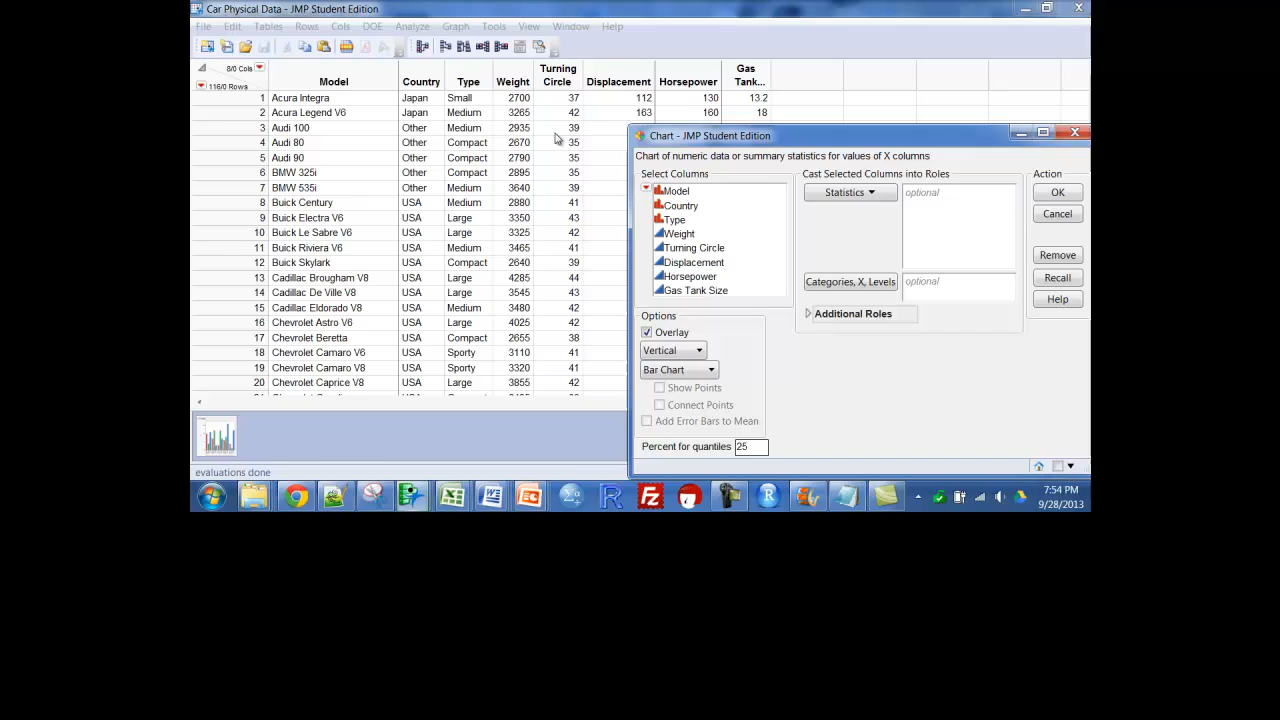 Car Physical Data - JMP Student Edition
File Edit Tables Rows Cols DOE Analyze Graph Tools View Window Help
8/0 Cols
116/0 Rows
Model Country Type Weight Turning Circle Displacement Horsepower Gas Tank...
1 Acura Integra Japan Small 2700 37 112 130 13.2
2 Acura Legend V6 Japan Medium 3265 42 163 160 18
3 Audi 100 Other Medium 2935 39
4 Audi 80 Other Compact 2670 35
5 Audi 90 Other Compact 2790 35
6 BMW 325i Other Compact 2895 35
7 BMW 535i Other Medium 3640 39
8 Buick Century USA Medium 2880 41
9 Buick Electra V6 USA Large 3350 43
10 Buick Le Sabre V6 USA Large 3325 42
11 Buick Riviera V6 USA Medium 3465 41
12 Buick Skylark USA Compact 2640 39
13 Cadillac Brougham V8 USA Large 4285 44
14 Cadillac De Ville V8 USA Large 3545 43
15 Cadillac Eldorado V8 USA Medium 3480 42
16 Chevrolet Astro V6 USA Large 4025 42
17 Chevrolet Beretta USA Compact 2655 38
18 Chevrolet Camaro V6 USA Sporty 3110 41
19 Chevrolet Camaro V8 USA Sporty 3320 41
20 Chevrolet Caprice V8 USA Large 3855 42
evaluations done
Chart - JMP Student Edition
Chart of numeric data or summary statistics for values of X columns
Select Columns
Model
Country
Type
Weight
Turning Circle
Displacement
Horsepower
Gas Tank Size
Options
Overlay
Vertical
Bar Chart
Show Points
Connect Points
Add Error Bars to Mean
Percent for quantiles 25
Cast Selected Columns into Roles
Statistics optional
Categories, X, Levels optional
Additional Roles
Action
OK
Cancel
Remove
Recall
Help
7:54 PM
9/28/2013